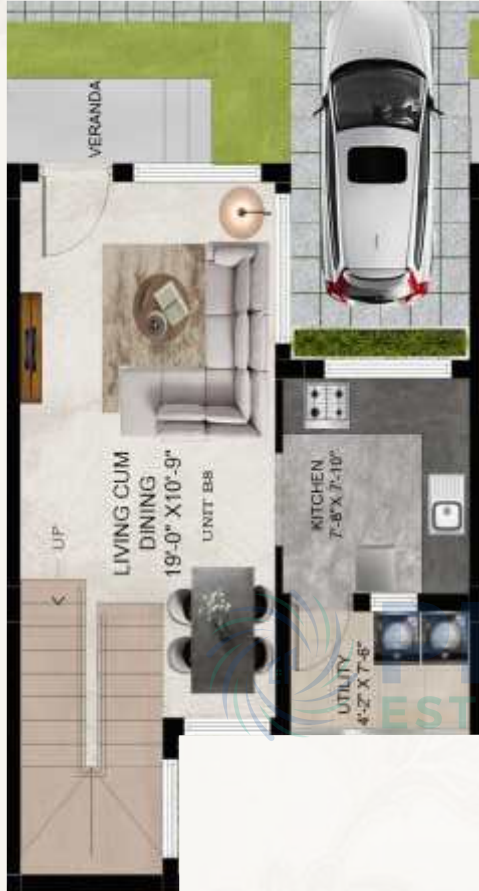 VERANDA
UP
LIVING CUM
DINING
19'-0" X10'-9"
UNIT B8
KITCHEN
7'-8"X 7'-10"
UTILITY
4'-2" X 7'-6"
EST